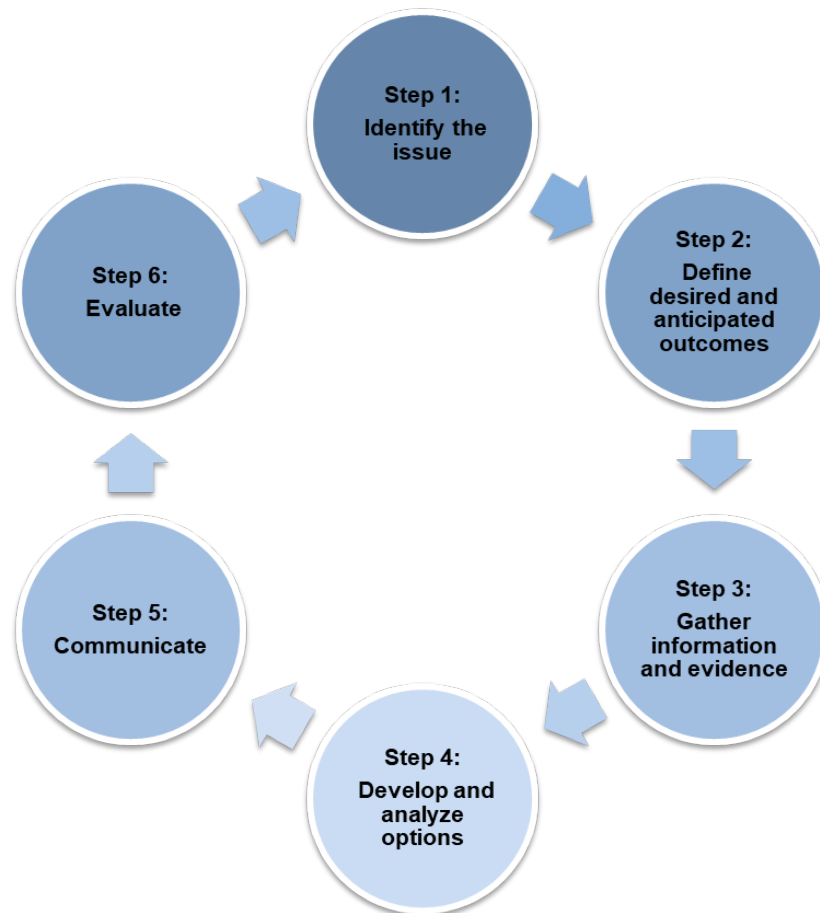 Step 1:
Identify the
issue
Step 2:
Define
desired and
anticipated
outcomes
Step 3:
Gather
information
and evidence
Step 4:
Develop and
analyze
options
Step 5:
Communicate
Step 6:
Evaluate